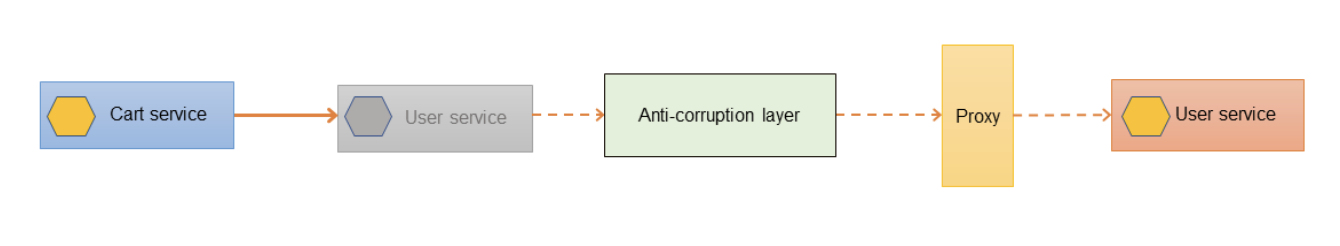 Cart service
User service
Anti-corruption layer
Proxy
User service